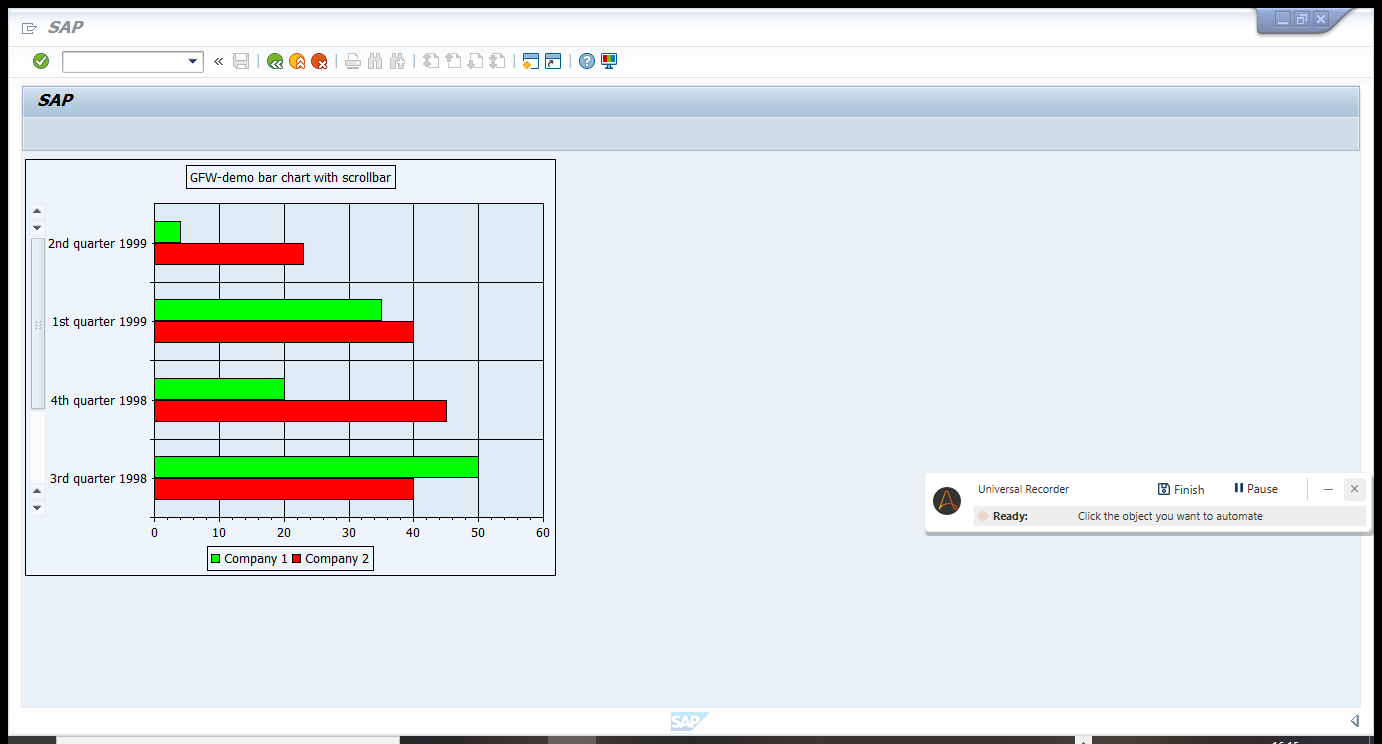 SAP
SAP
GFW-demo bar chart with scrollbar
2nd quarter 1999
1st quarter 1999
4th quarter 1998
3rd quarter 1998
0 10 20 30 40 50 60
Company 1 Company 2
Universal Recorder Finish Pause
Ready: Click the object you want to automate
SAP